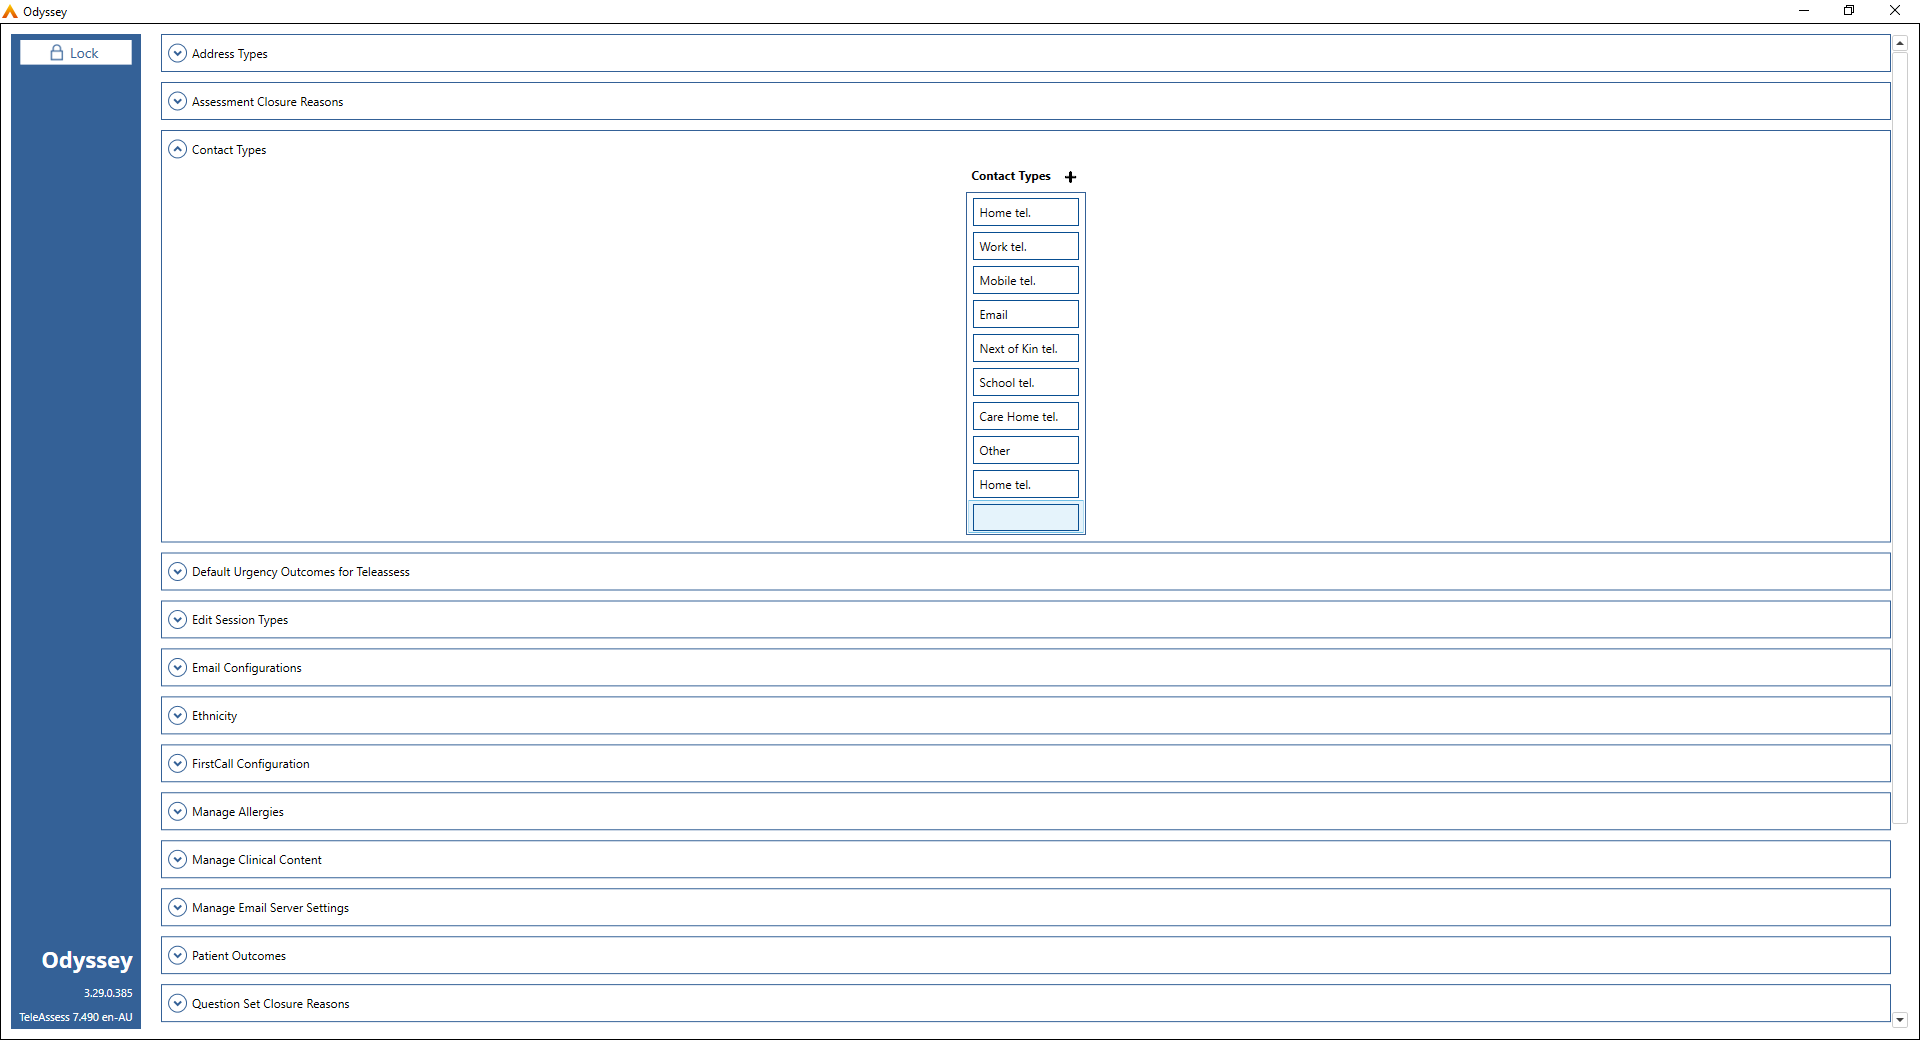 Odyssey
Lock
Address Types
Assessment Closure Reasons
Contact Types
Contact Types
Home tel.
Work tel.
Mobile tel.
Email
Next of Kin tel.
School tel.
Care Home tel.
Other
Home tel.
Default Urgency Outcomes for Teleassess
Edit Session Types
Email Configurations
Ethnicity
FirstCall Configuration
Manage Allergies
Manage Clinical Content
Manage Email Server Settings
Patient Outcomes
Question Set Closure Reasons
Odyssey
3.29.0.385
TeleAssess 7.490 en-AU